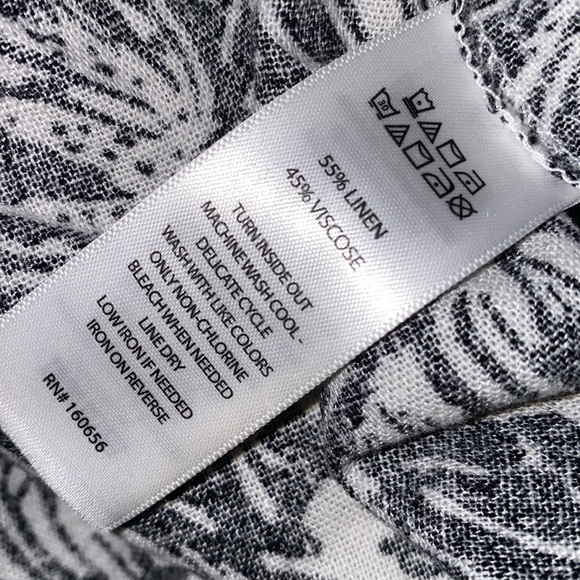 30
55% LINEN
45% VISCOSE
TURN INSIDE OUT
MACHINE WASH COOL -
DELICATE CYCLE
WASH WITH LIKE COLORS
ONLY NON-CHLORINE
BLEACH WHEN NEEDED
LINE DRY
LOW IRON IF NEEDED
IRON ON REVERSE
RN# 160656